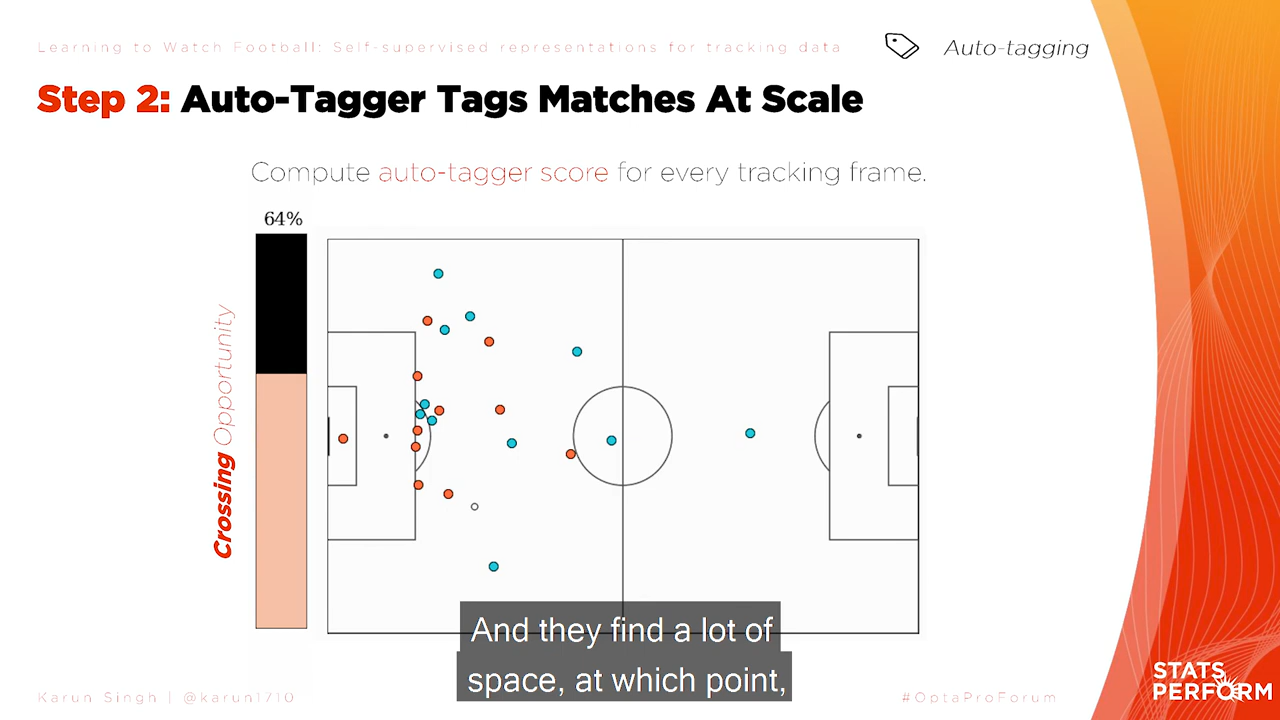 Learning to Watch Football: Self-supervised representations for tracking data
Auto-tagging
Step 2: Auto-Tagger Tags Matches At Scale
Compute auto-tagger score for every tracking frame.
64%
Crossing Opportunity
And they find a lot of
space, at which point,
Karun Singh | @karun1710
#OptaProForum
STATS
PERFORM